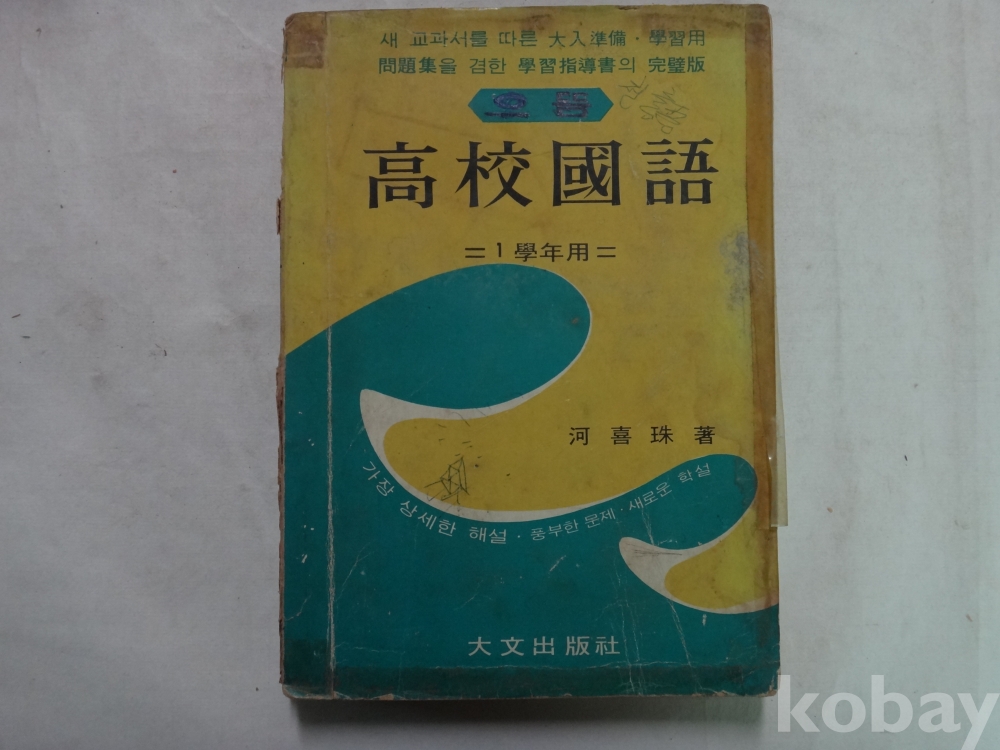 새 교과서를 따른 大入準備・學習用
問題集을 겸한 學習指導書의 完璧版
으뜸
高校國語
=1學年用=
河喜珠著
가장 상세한 해설・풍부한 문제・새로운 학설
大文出版社
kobay